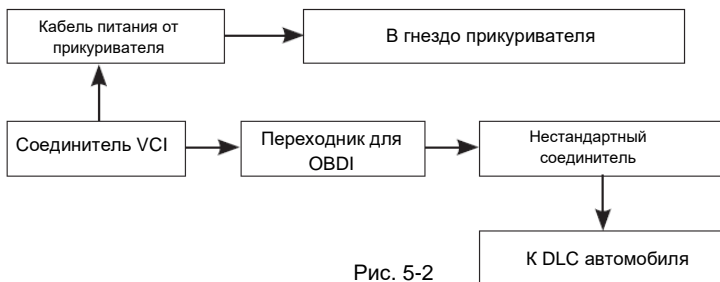 Кабель питания от
прикуривателя
В гнездо прикуривателя
Соединитель VCI
Переходник для
OBDI
Нестандартный
соединитель
К DLC автомобиля
Рис. 5-2